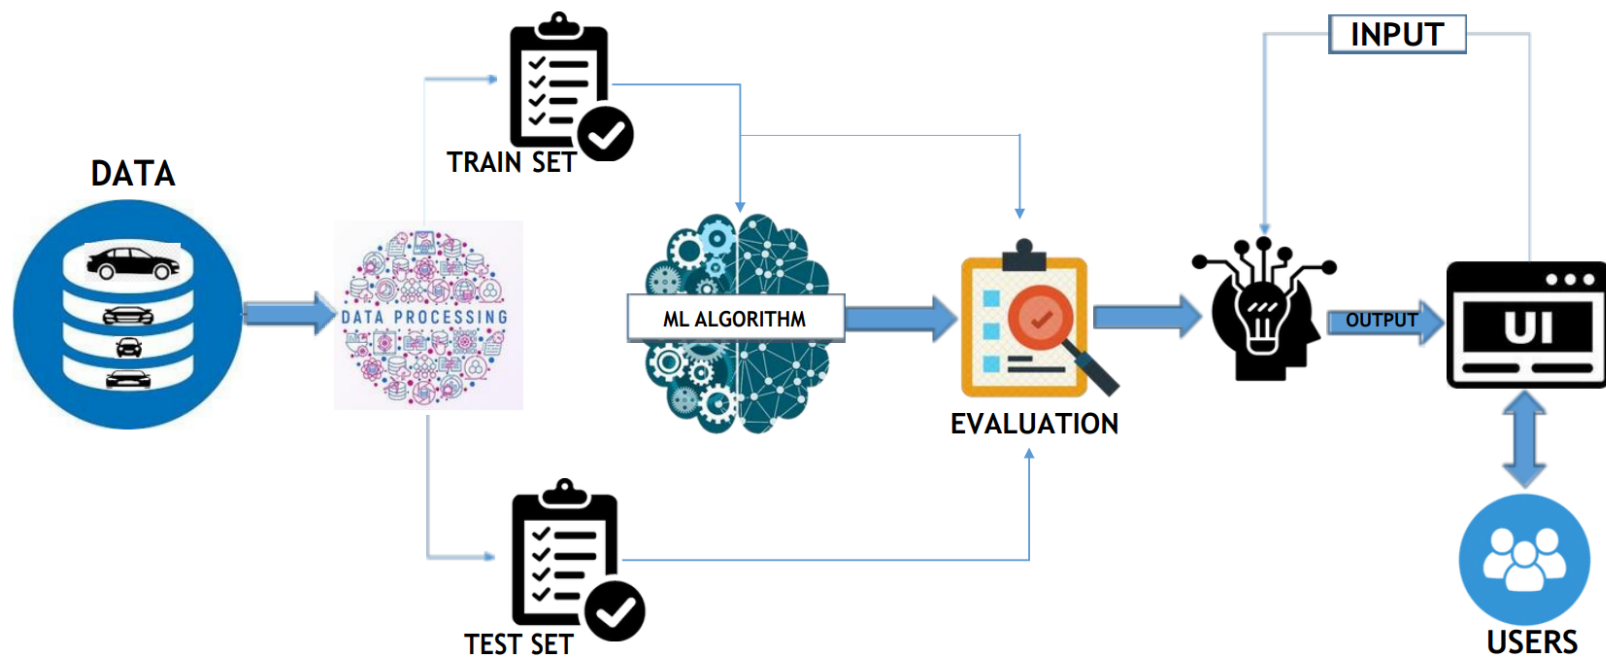 INPUT
TRAIN SET
DATA
DATA PROCESSING
ML ALGORITHM
OUTPUT
UI
EVALUATION
TEST SET
USERS